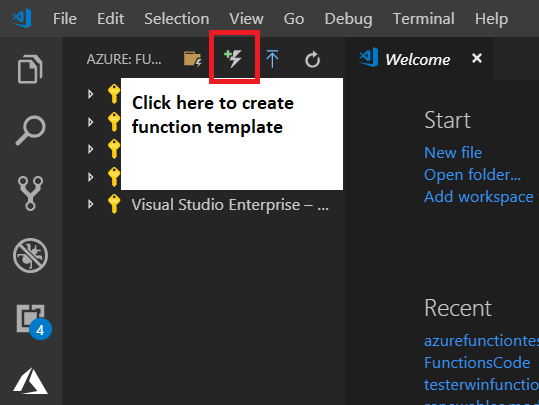 File Edit Selection View Go Debug Terminal Help
AZURE: FU...
Welcome
Click here to create
function template
Visual Studio Enterprise – ...
4
Start
New file
Open folder...
Add workspace
Recent
azurefunctiontes
FunctionsCode
testerwinfunctio